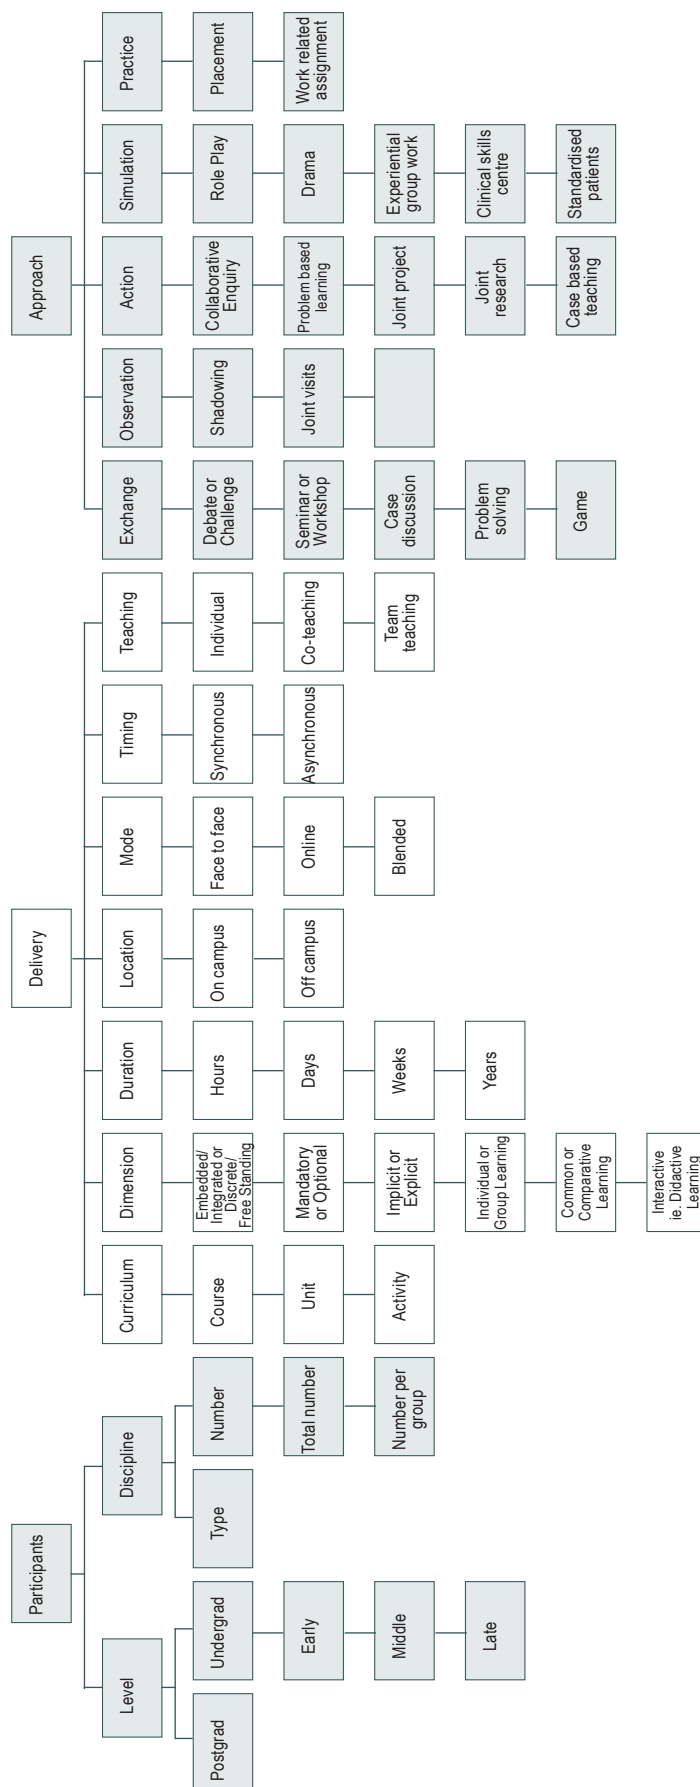 Participants
Level
Postgrad
Undergrad
Early
Middle
Late
Discipline
Type
Number
Total number
Number per
group
Delivery
Curriculum
Course
Unit
Activity
Dimension
Embedded/
Integrated or
Discrete/
Free Standing
Mandatory
or Optional
Implicit or
Explicit
Individual or
Group Learning
Common or
Comparative
Learning
Interactive
ie. Didactive
Learning
Duration
Hours
Days
Weeks
Years
Location
On campus
Off campus
Mode
Face to face
Online
Blended
Timing
Synchronous
Asynchronous
Teaching
Individual
Co-teaching
Team
teaching
Approach
Exchange
Debate or
Challenge
Seminar or
Workshop
Case
discussion
Problem
solving
Game
Observation
Shadowing
Joint visits
Action
Collaborative
Enquiry
Problem based
learning
Joint project
Joint
research
Case based
teaching
Simulation
Role Play
Drama
Experiential
group work
Clinical skills
centre
Standardised
patients
Practice
Placement
Work related
assignment